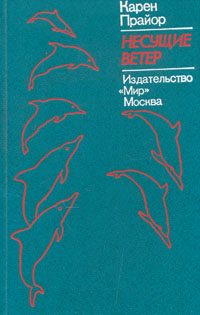 Карен
Прайор
НЕСУЩИЕ
ВЕТЕР
Издательство
«Мир»
Москва